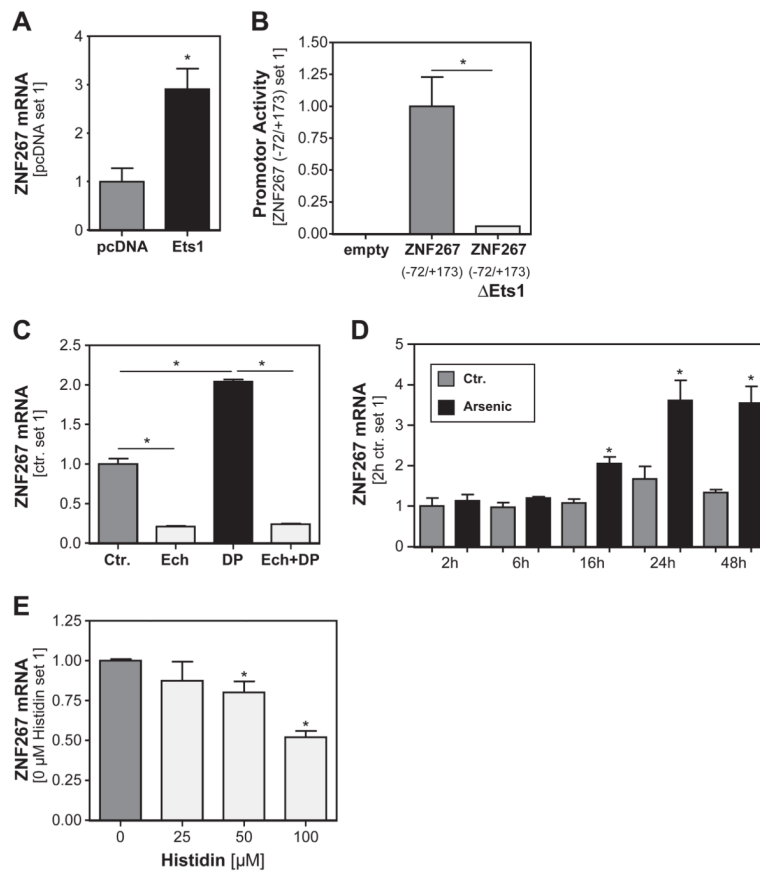 A
ZNF267 mRNA
[pcDNA set 1]
4
3
2
1
0
*
pcDNA
Ets1
B
Promotor Activity
[ZNF267 (-72/+173) set 1]
1.50
1.25
1.00
0.75
0.50
0.25
0.00
*
empty
ZNF267
(-72/+173)
ZNF267
(-72/+173)
ΔEts1
C
ZNF267 mRNA
[ctr. set 1]
2.5
2.0
1.5
1.0
0.5
0.0
*
*
*
Ctr.
Ech
DP
Ech+DP
D
ZNF267 mRNA
[2h ctr. set 1]
5
4
3
2
1
0
Ctr.
Arsenic
*
*
*
2h
6h
16h
24h
48h
E
ZNF267 mRNA
[0 µM Histidin set 1]
1.25
1.00
0.75
0.50
0.25
0.00
*
*
0
25
50
100
Histidin [µM]